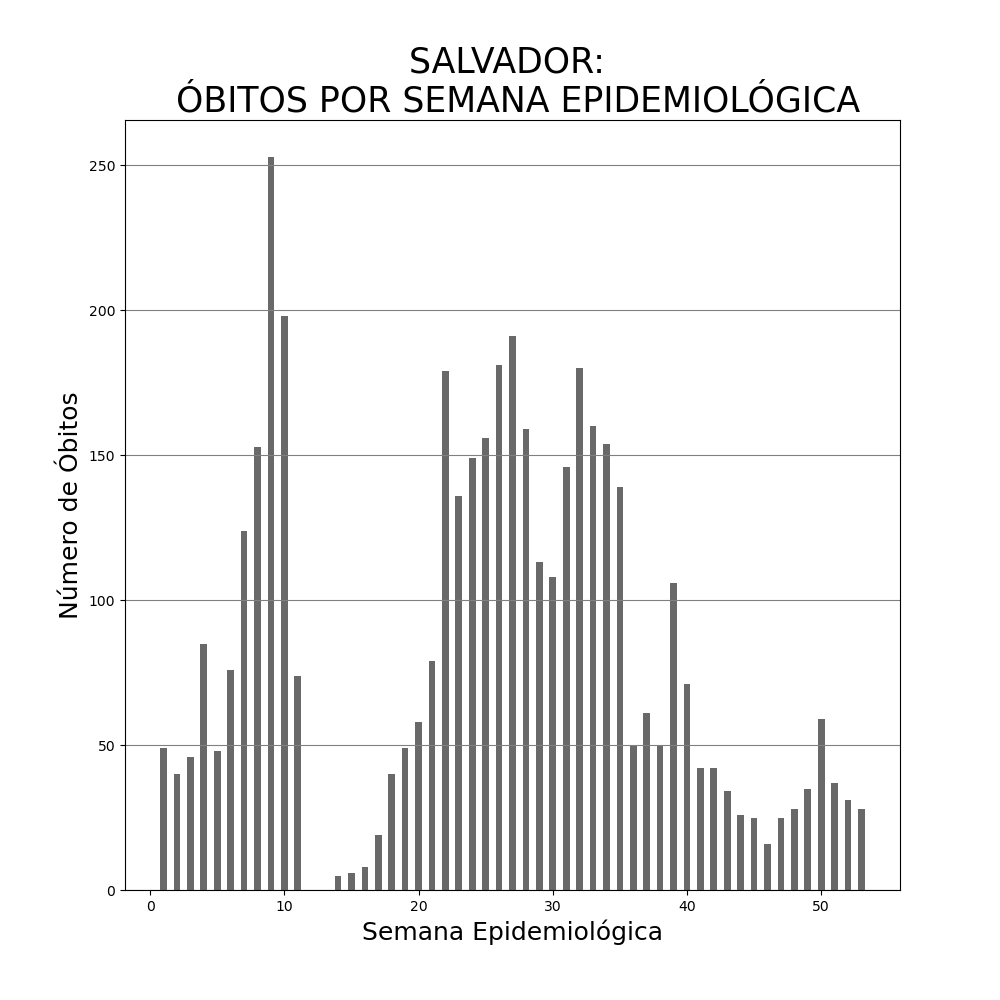 SALVADOR:
ÓBITOS POR SEMANA EPIDEMIOLÓGICA
250
200
150
100
50
0
Número de Óbitos
0 10 20 30 40 50
Semana Epidemiológica